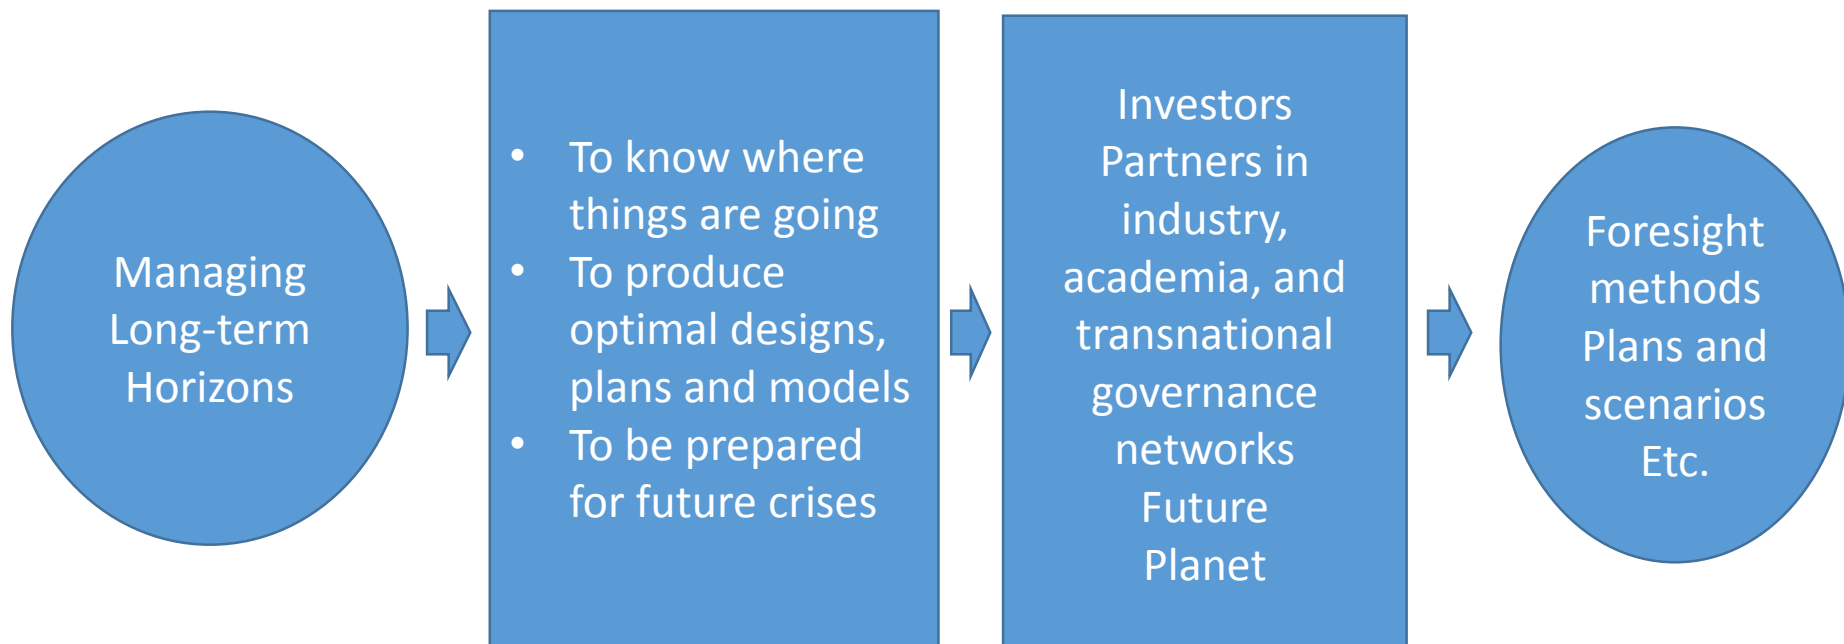 Managing
Long-term
Horizons
• To know where
things are going
• To produce
optimal designs,
plans and models
• To be prepared
for future crises
Investors
Partners in
industry,
academia, and
transnational
governance
networks
Future
Planet
Foresight
methods
Plans and
scenarios
Etc.